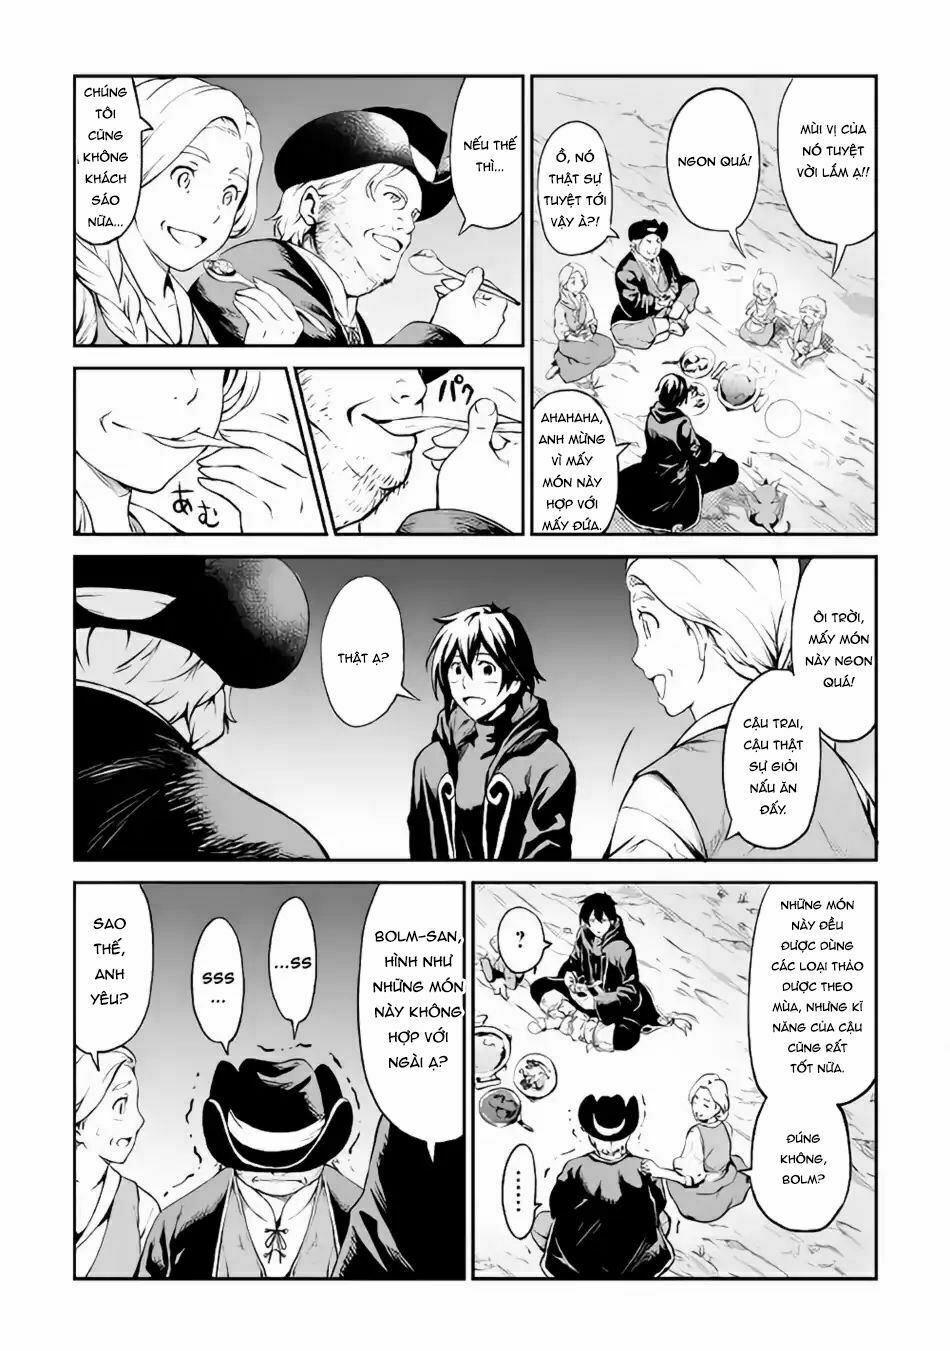 MÙI VỊ CỦA
NÓ TUYỆT
VỜI LẮM Ạ!!
NGON QUÁ!
Ồ, NÓ
THẬT SỰ
TUYỆT TỚI
VẬY À?!
AHAHAHA,
ANH MỪNG
VÌ MẤY
MÓN NÀY
HỢP VỚI
MẤY ĐỨA.
NẾU THẾ
THÌ...
CHÚNG
TÔI
CŨNG
KHÔNG
KHÁCH
SÁO
NỮA...
パク
あむ
ÔI TRỜI,
MẤY MÓN
NÀY NGON
QUÁ!
CẬU TRAI,
CẬU THẬT
SỰ GIỎI
NẤU ĂN
ĐẤY.
THẬT Ạ?
NHỮNG MÓN
NÀY ĐỀU
ĐƯỢC DÙNG
CÁC LOẠI THẢO
DƯỢC THEO
MÙA, NHƯNG KĨ
NĂNG CỦA CẬU
CŨNG RẤT
TỐT NỮA.
ĐÚNG
KHÔNG,
BOLM?
?
......
BOLM-SAN,
HÌNH NHƯ
NHỮNG MÓN
NÀY KHÔNG
HỢP VỚI
NGÀI Ạ?
...SS
SSS
...
SAO
THẾ,
ANH
YÊU?